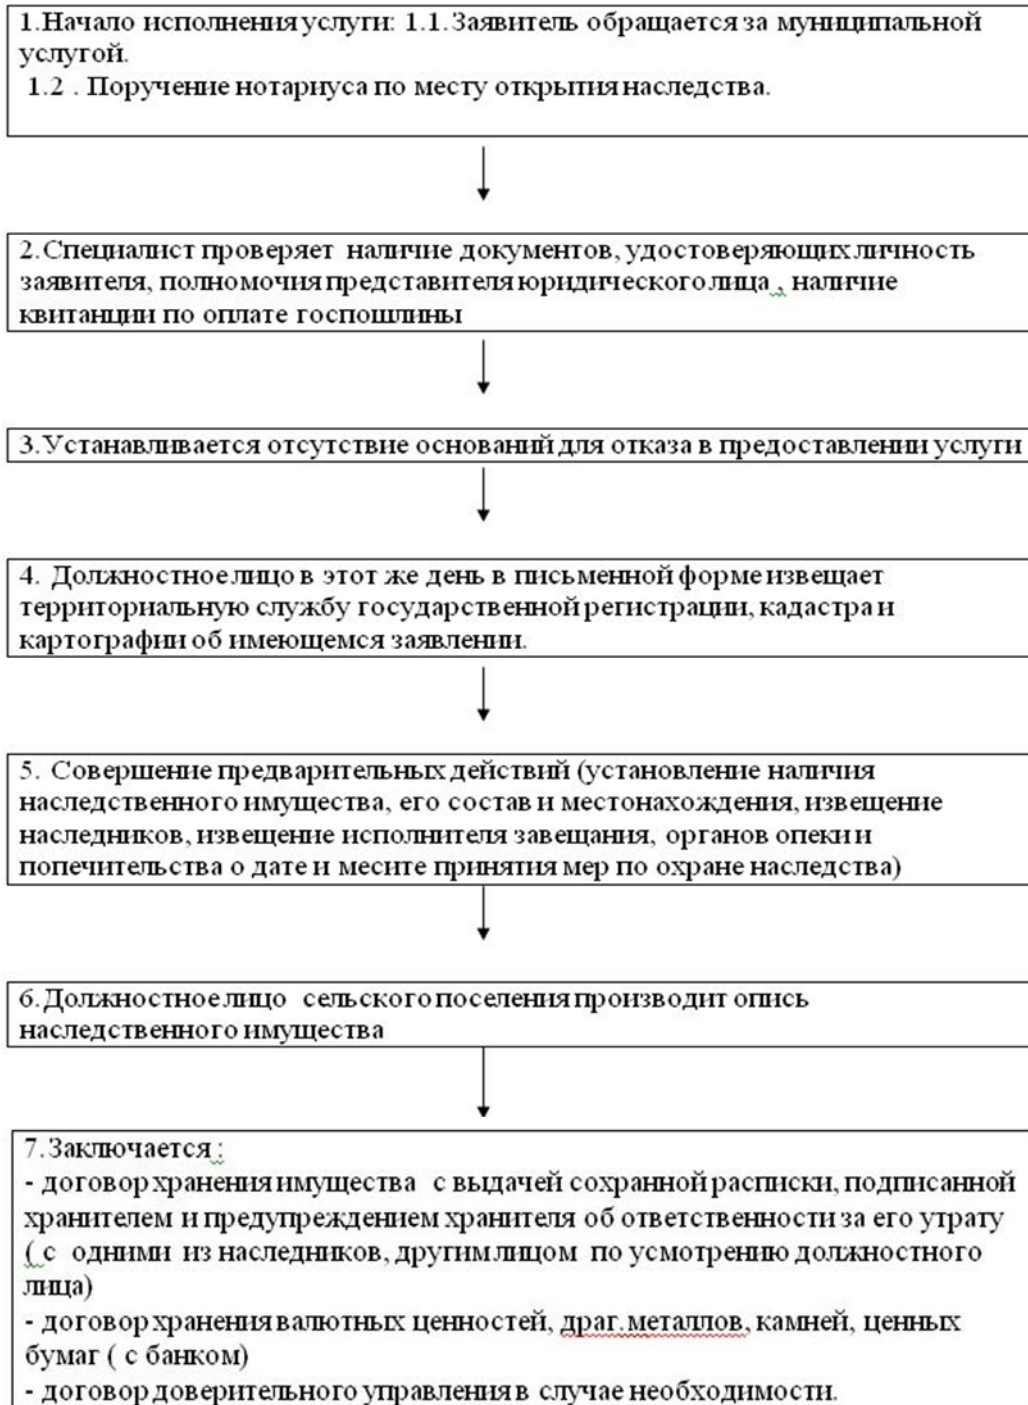 1.Начало исполнения услуги: 1.1.Заявитель обращается за муниципальной
услугой.
1.2 . Поручение нотариуса по месту открытия наследства.
2.Специалист проверяет наличие документов, удостоверяющих личность
заявителя, полномочия представителя юридического лица , наличие
квитанции по оплате госпошлины
3.Устанавливается отсутствие оснований для отказа в предоставлении услуги
4. Должностное лицо в этот же день в письменной форме извещает
территориальную службу государственной регистрации, кадастра и
картографии об имеющемся заявлении.
5. Совершение предварительных действий (установление наличия
наследственного имущества, его состав и местонахождения, извещение
наследников, извещение исполнителя завещания, органов опеки и
попечительства о дате и месите принятия мер по охране наследства)
6.Должностное лицо сельского поселения производит опись
наследственного имущества
7.Заключается :
- договор хранения имущества с выдачей сохранной расписки, подписанной
хранителем и предупреждением хранителя об ответственности за его утрату
( с одними из наследников, другим лицом по усмотрению должностного
лица)
- договор хранения валютных ценностей, драг.металлов, камней, ценных
бумаг ( с банком)
- договор доверительного управления в случае необходимости.